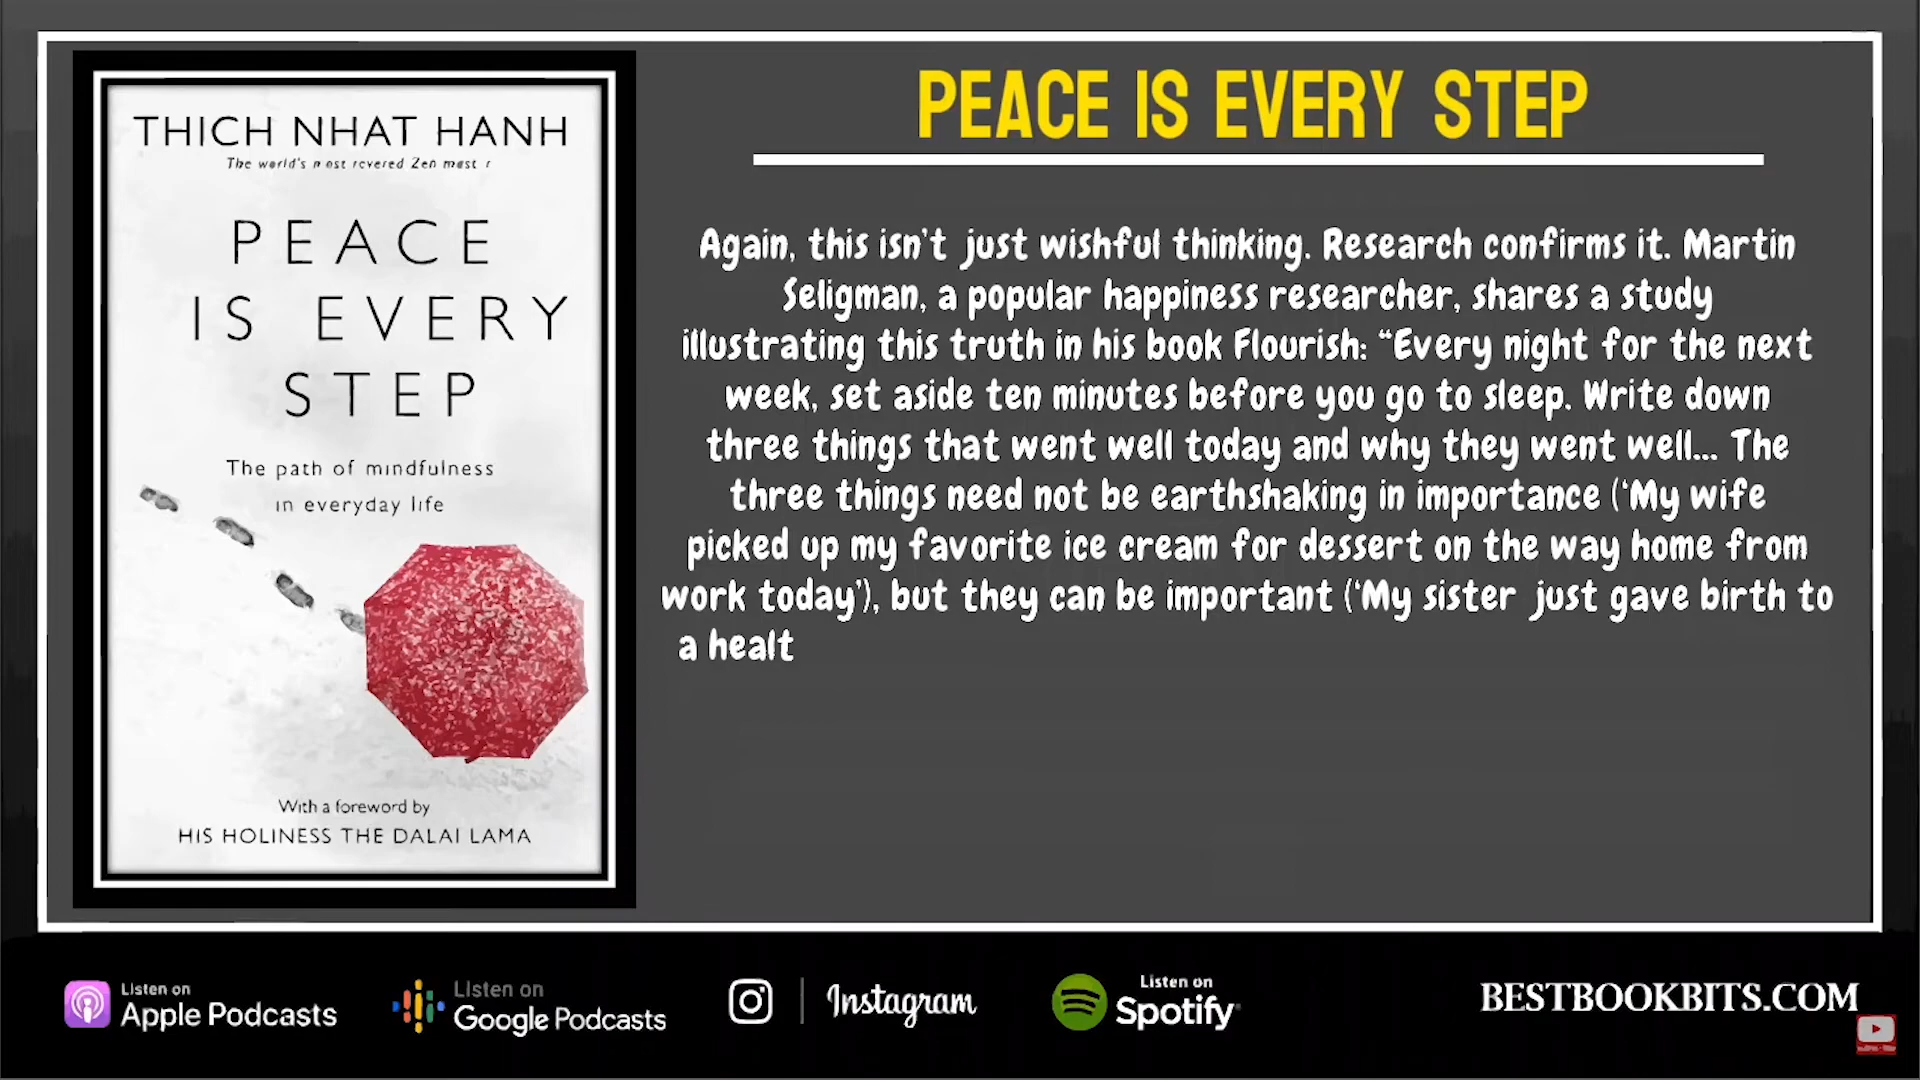 THICH NHAT HANH
The world's most revered Zen master
PEACE
IS EVERY
STEP
The path of mindfulness
in everyday life
With a foreword by
HIS HOLINESS THE DALAI LAMA
PEACE IS EVERY STEP
Again, this isn't just wishful thinking. Research confirms it. Martin
Seligman, a popular happiness researcher, shares a study
illustrating this truth in his book Flourish: “Every night for the next
week, set aside ten minutes before you go to sleep. Write down
three things that went well today and why they went well... The
three things need not be earthshaking in importance (‘My wife
picked up my favorite ice cream for dessert on the way home from
work today’), but they can be important (‘My sister just gave birth to
a healt
Listen on
Apple Podcasts
Listen on
Google Podcasts
Instagram
Listen on
Spotify
BESTBOOKBITS.COM